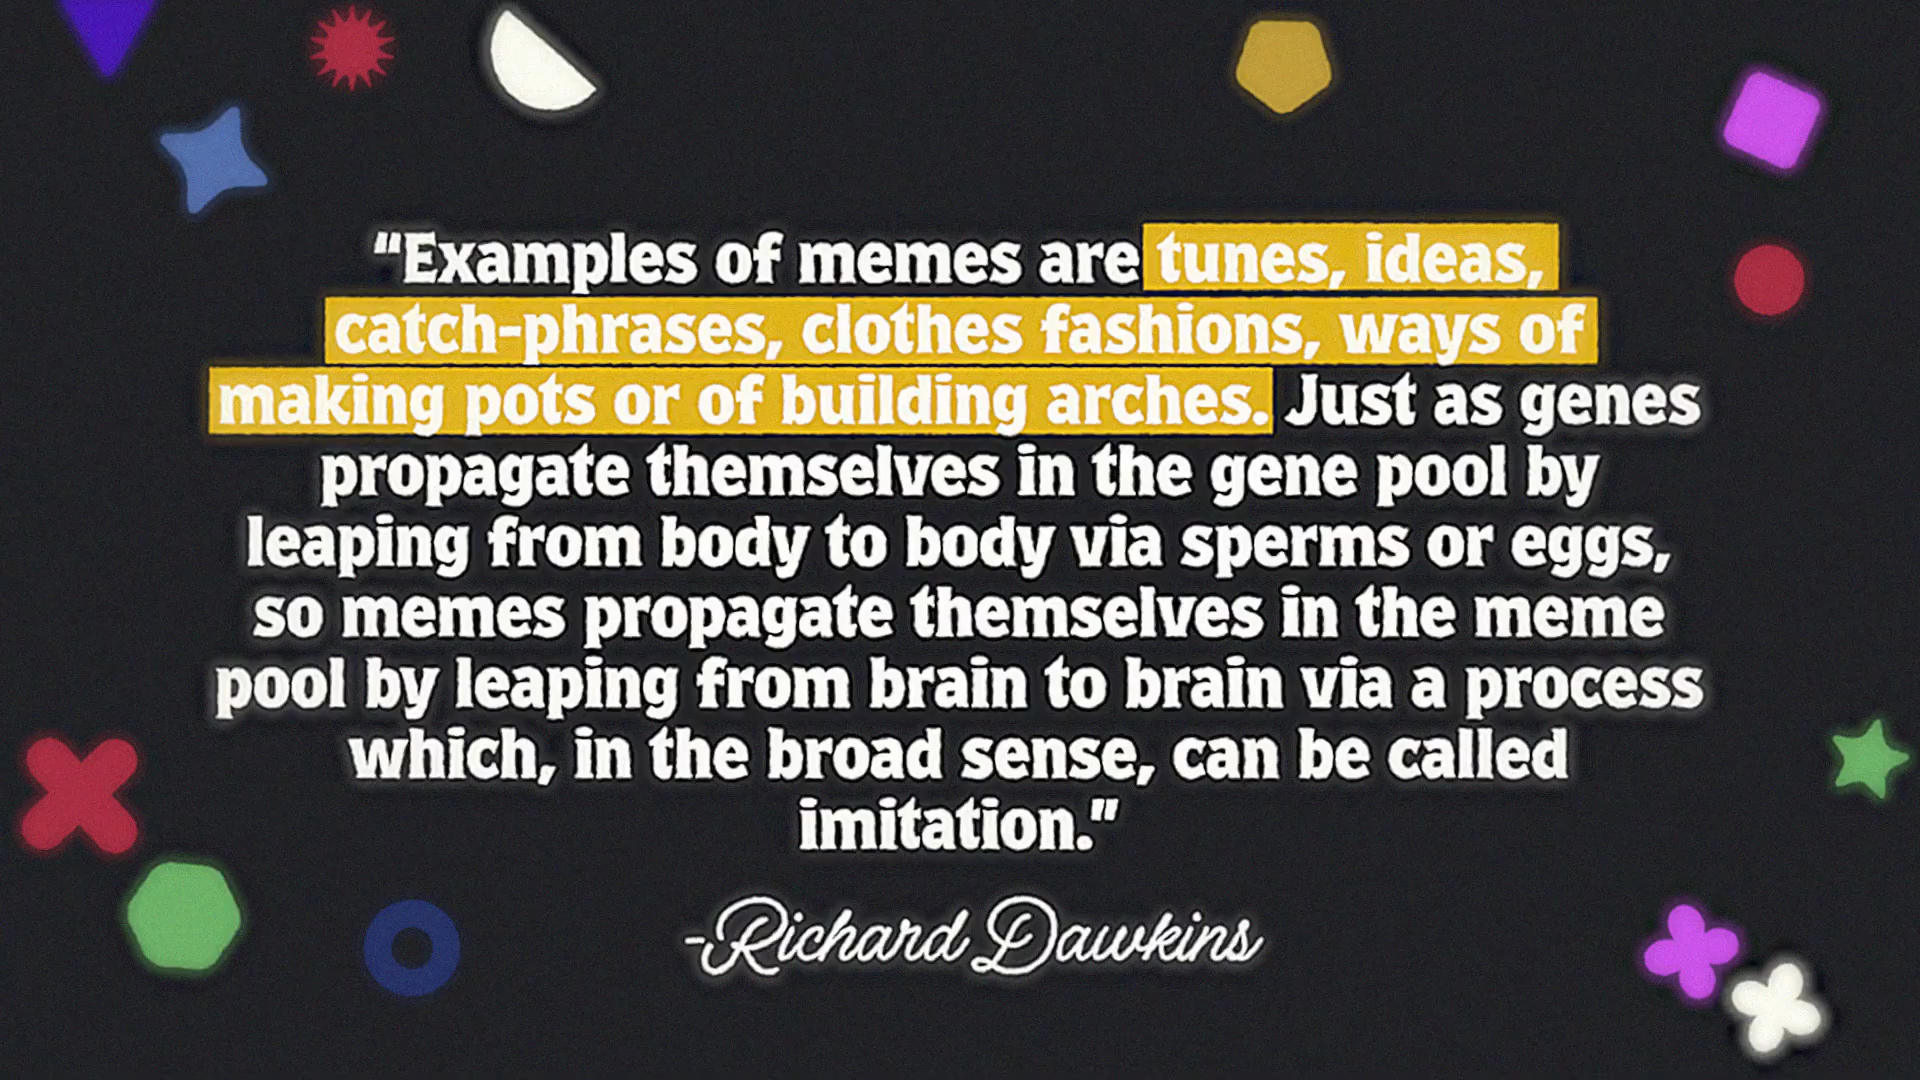 “Examples of memes are tunes, ideas,
catch-phrases, clothes fashions, ways of
making pots or of building arches. Just as genes
propagate themselves in the gene pool by
leaping from body to body via sperms or eggs,
so memes propagate themselves in the meme
pool by leaping from brain to brain via a process
which, in the broad sense, can be called
imitation.”
-Richard Dawkins